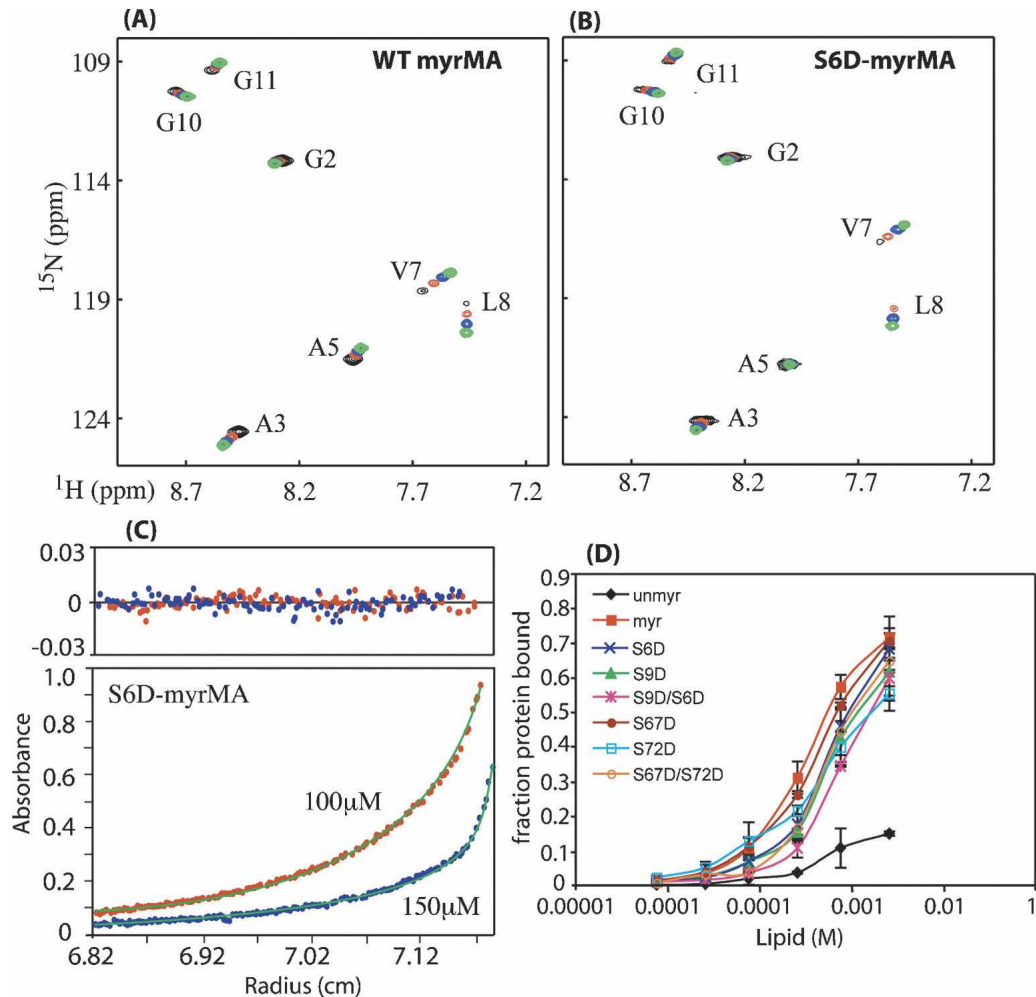 (A)
WT myrMA
109
114
119
124
15N (ppm)
G11
G10
G2
V7
L8
A5
A3
1H (ppm)
8.7
8.2
7.7
7.2
(B)
S6D-myrMA
G11
G10
G2
V7
L8
A5
A3
8.7
8.2
7.7
7.2
(C)
0.03
0
-0.03
S6D-myrMA
1.0
0.8
0.6
0.4
0.2
0
Absorbance
100µM
150µM
6.82
6.92
7.02
7.12
Radius (cm)
(D)
0.9
0.8
0.7
0.6
0.5
0.4
0.3
0.2
0.1
0
fraction protein bound
unmyr
myr
S6D
S9D
S9D/S6D
S67D
S72D
S67D/S72D
0.00001
0.0001
0.0001
0.001
0.01
1
Lipid (M)